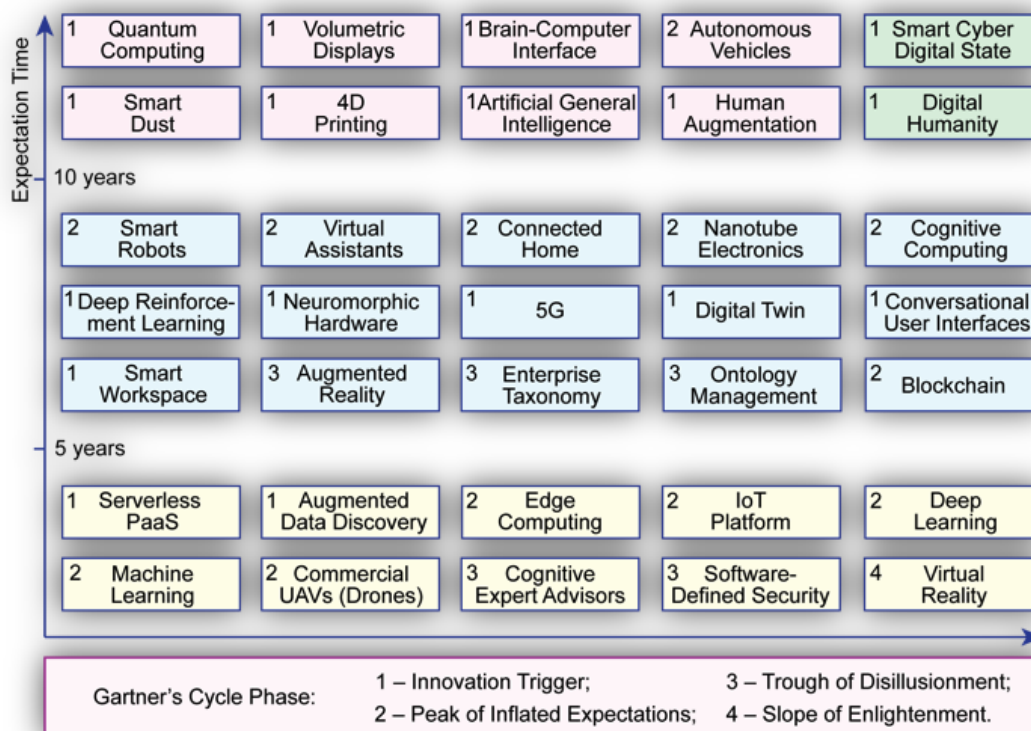 Expectation Time
1 Quantum
Computing
1 Volumetric
Displays
1 Brain-Computer
Interface
2 Autonomous
Vehicles
1 Smart Cyber
Digital State
1 Smart
Dust
1 4D
Printing
1 Artificial General
Intelligence
1 Human
Augmentation
1 Digital
Humanity
10 years
2 Smart
Robots
2 Virtual
Assistants
2 Connected
Home
2 Nanotube
Electronics
2 Cognitive
Computing
1 Deep Reinforce-
ment Learning
1 Neuromorphic
Hardware
1 5G
1 Digital Twin
1 Conversational
User Interfaces
1 Smart
Workspace
3 Augmented
Reality
3 Enterprise
Taxonomy
3 Ontology
Management
2 Blockchain
5 years
1 Serverless
PaaS
1 Augmented
Data Discovery
2 Edge
Computing
2 IoT
Platform
2 Deep
Learning
2 Machine
Learning
2 Commercial
UAVs (Drones)
3 Cognitive
Expert Advisors
3 Software-
Defined Security
4 Virtual
Reality
Gartner's Cycle Phase:
1 – Innovation Trigger;
2 – Peak of Inflated Expectations;
3 – Trough of Disillusionment;
4 – Slope of Enlightenment.